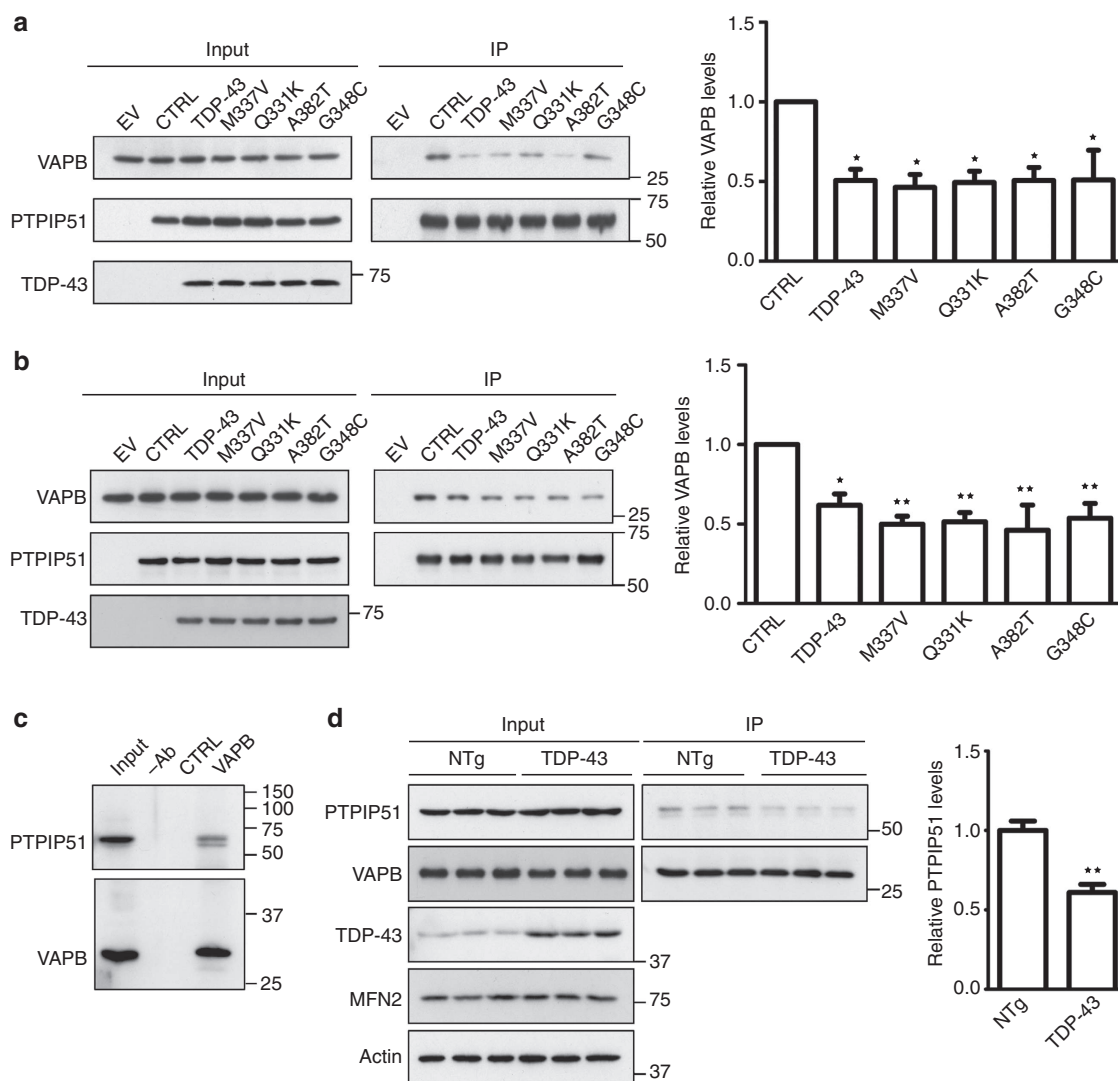 a
Input
IP
EV CTRL TDP-43 M337V Q331K A382T G348C
EV CTRL TDP-43 M337V Q331K A382T G348C
VAPB
25
PTPIP51
75
50
TDP-43
75
Relative VAPB levels
1.5
1.0
0.5
0.0
CTRL TDP-43 M337V Q331K A382T G348C
b
Input
IP
EV CTRL TDP-43 M337V Q331K A382T G348C
EV CTRL TDP-43 M337V Q331K A382T G348C
VAPB
25
PTPIP51
75
50
TDP-43
75
Relative VAPB levels
1.5
1.0
0.5
0.0
CTRL TDP-43 M337V Q331K A382T G348C
c
Input –Ab CTRL VAPB
PTPIP51
150
100
75
50
VAPB
37
25
d
Input
IP
NTg TDP-43
NTg TDP-43
PTPIP51
50
VAPB
25
TDP-43
37
MFN2
75
Actin
37
Relative PTPIP51 levels
1.5
1.0
0.5
0.0
NTg TDP-43